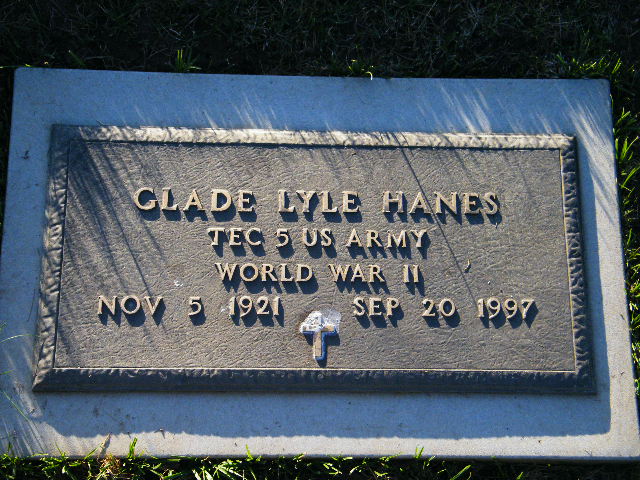 GLADE LYLE HANES
TEC 5 US ARMY
WORLD WAR II
NOV 5 1921 SEP 20 1997